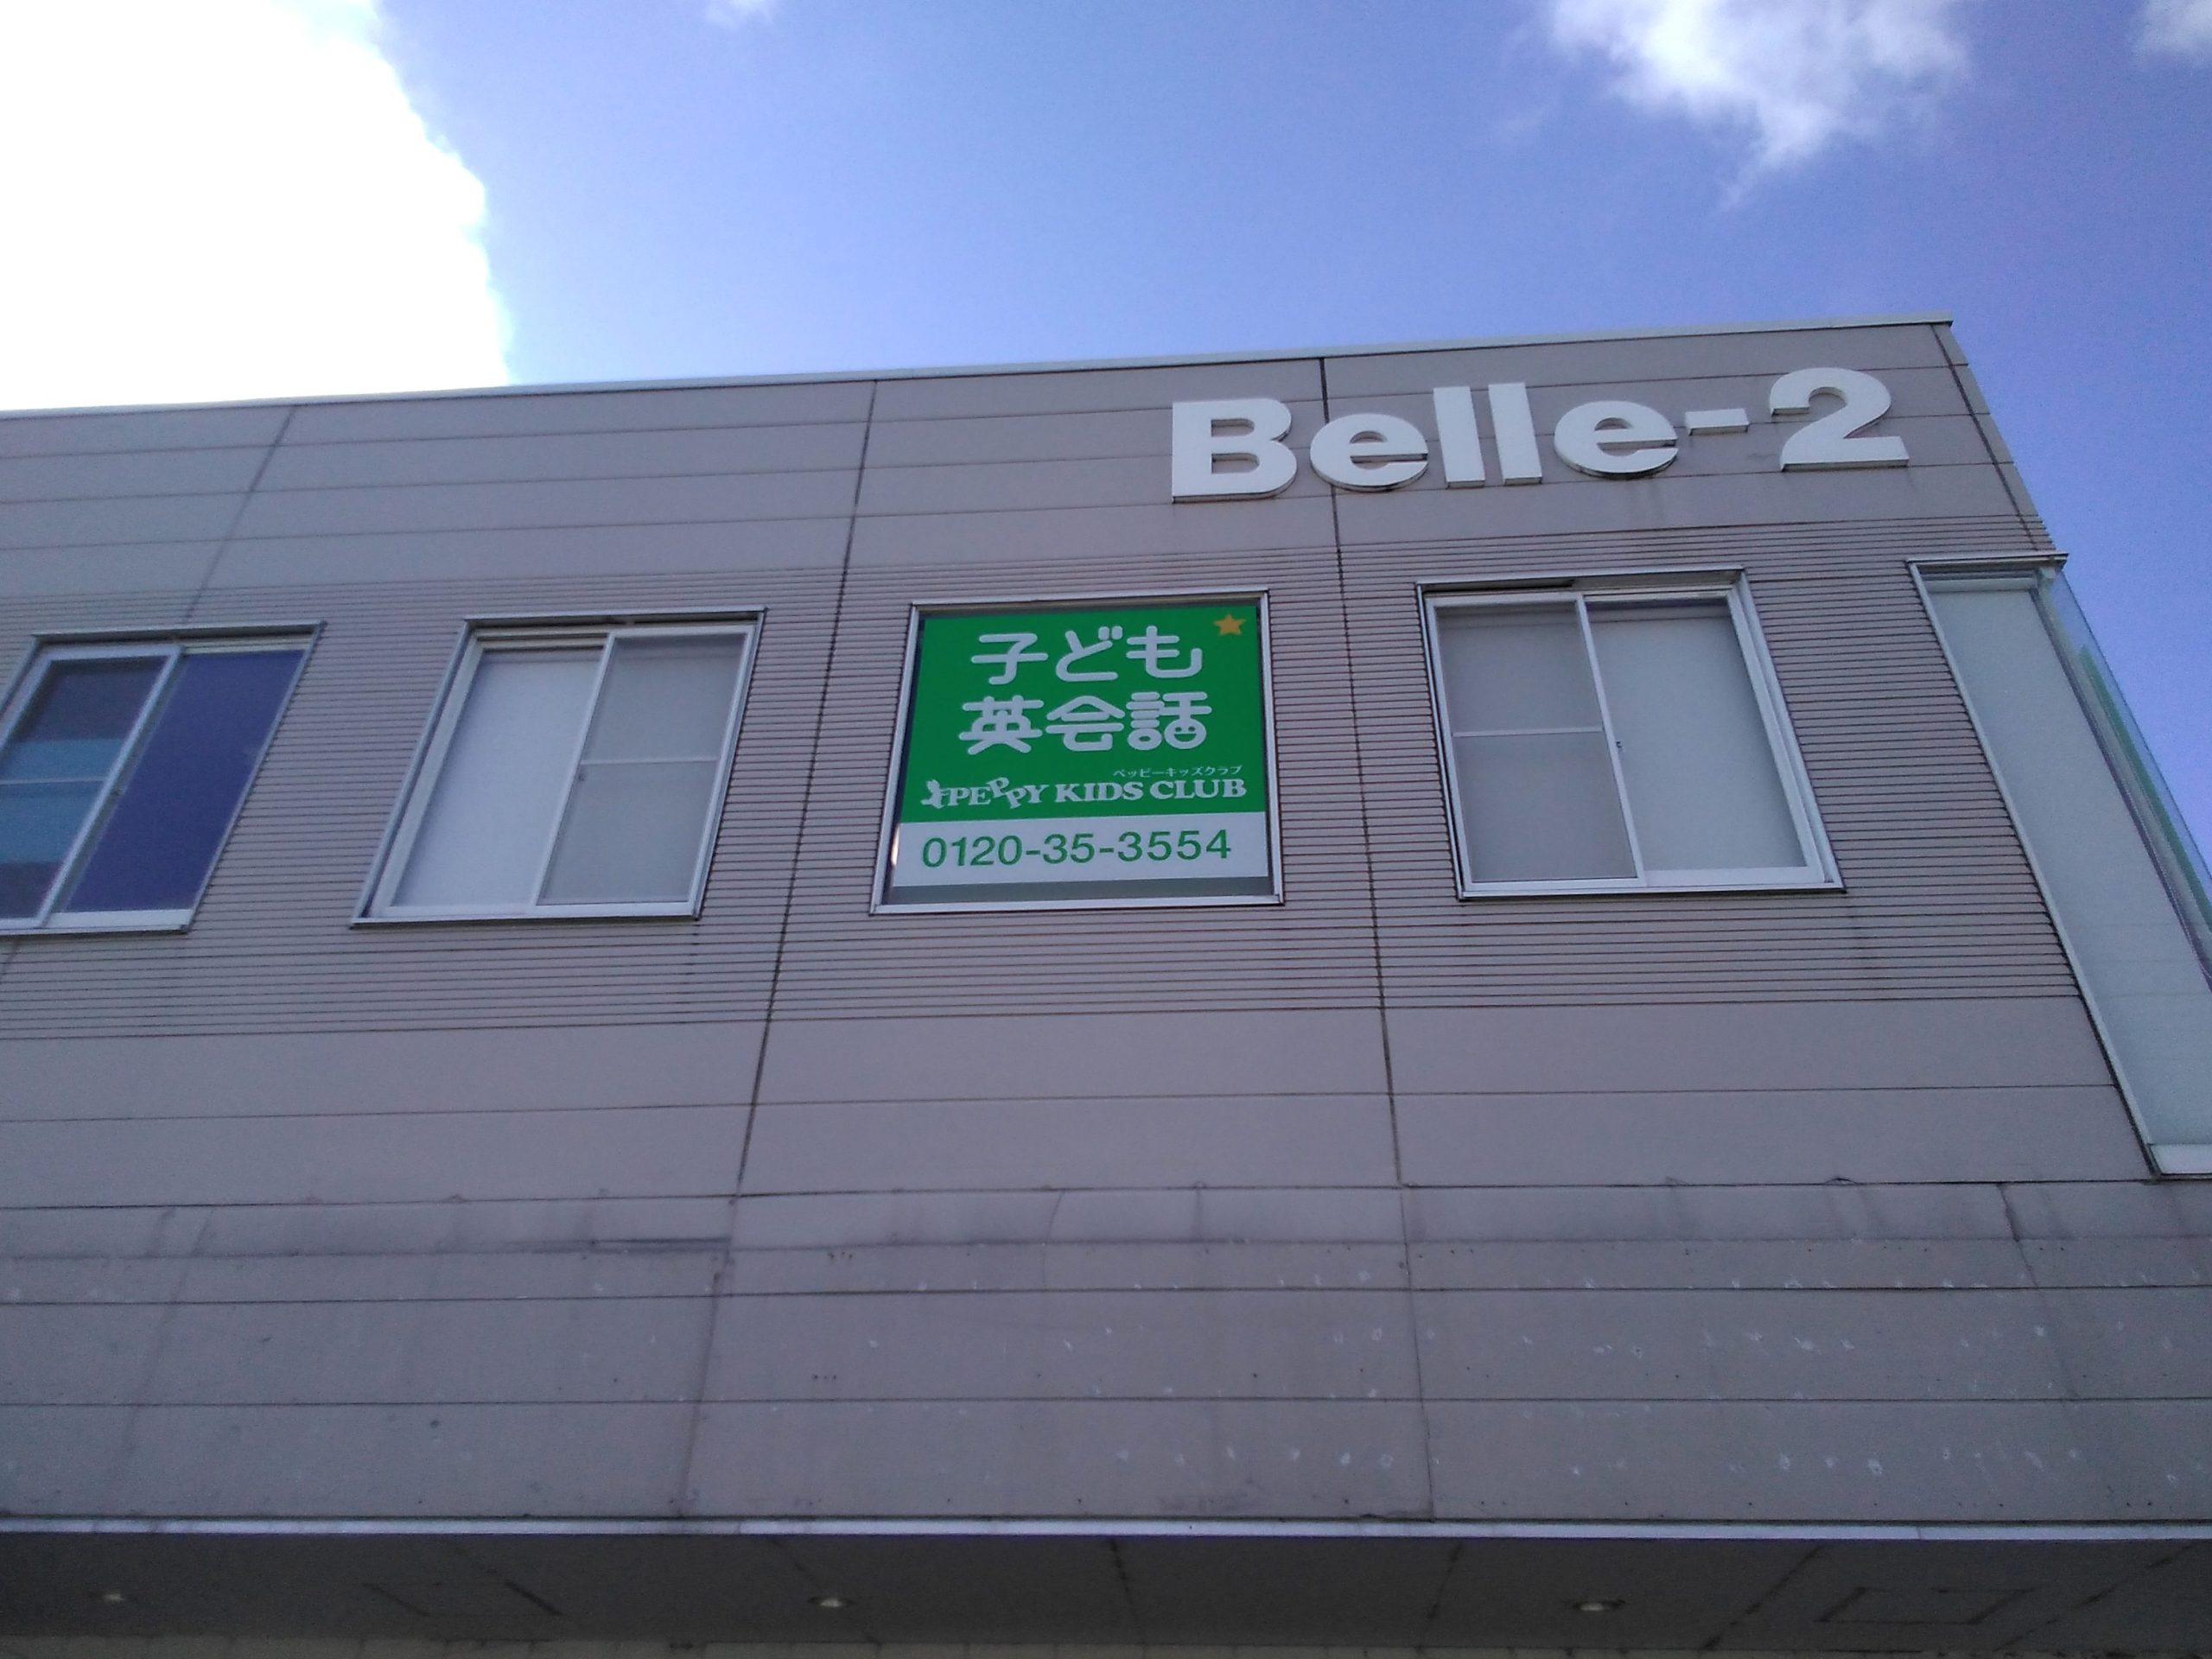 Belle-2
子ども
英会話
ペッピーキッズクラブ
PEPPY KIDS CLUB
0120-35-3554